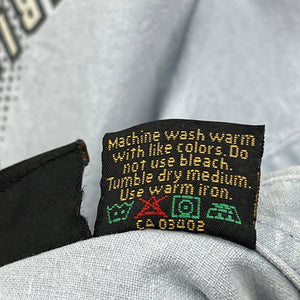 Machine wash warm
with like colors. Do
not use bleach.
Tumble dry medium.
Use warm iron.
CA 03402